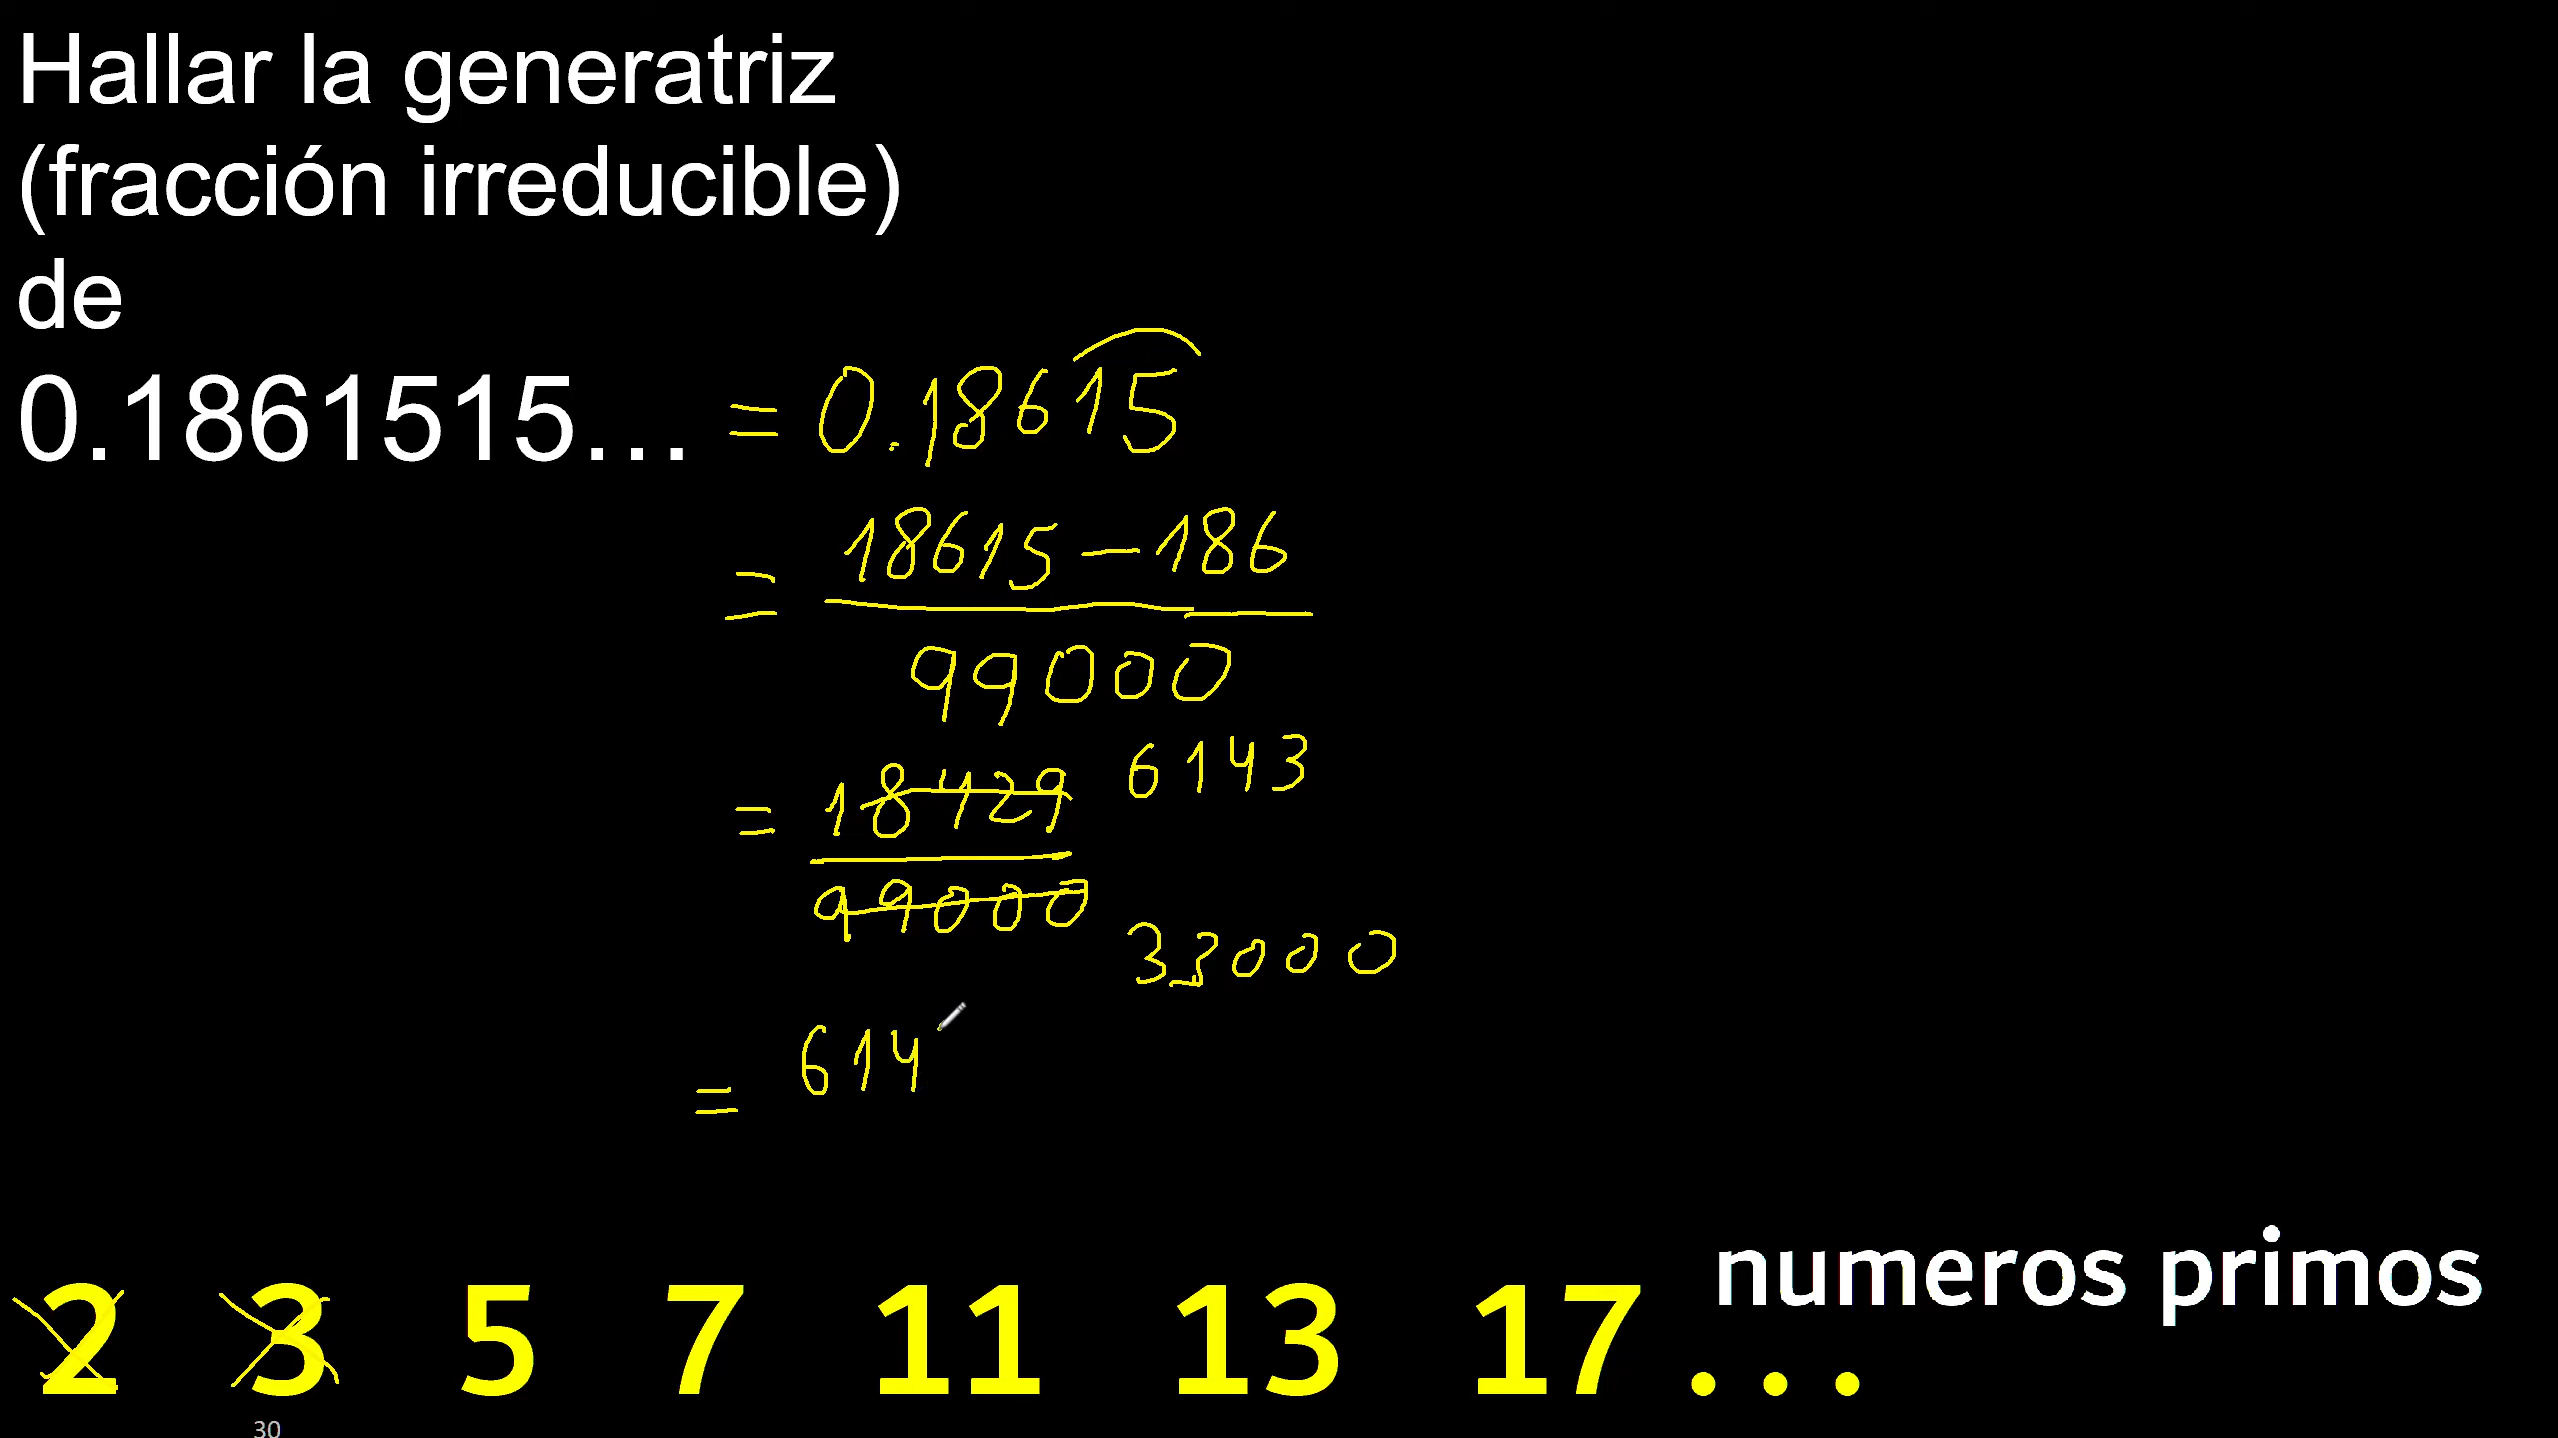 Hallar la generatriz
(fracción irreducible)
de
0.1861515... = 0.18615
= 18615 - 186
99000
= 18429 6143
99000 33000
= 614
2 3 5 7 11 13 17 ... numeros primos
30